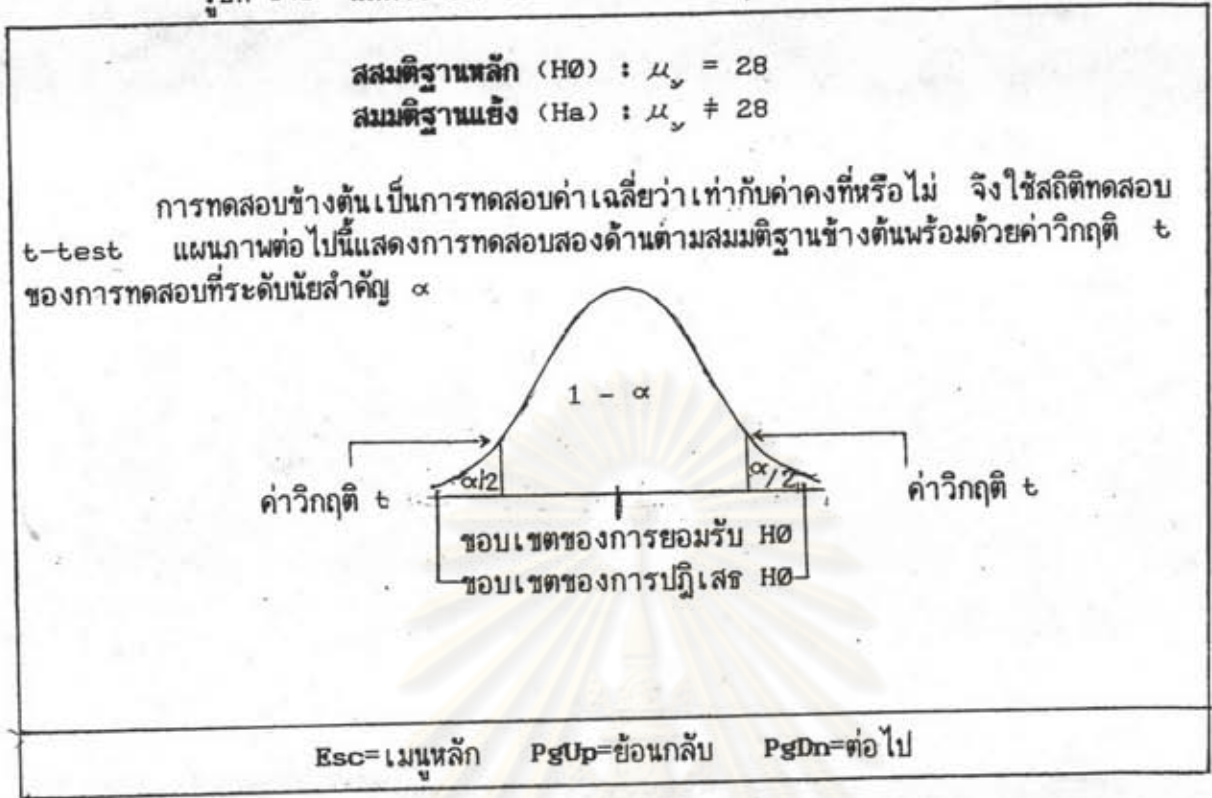 สสมติฐานหลัก (HØ) : μy = 28
สมมติฐานแย้ง (Ha) : μy ≠ 28
การทดสอบข้างต้นเป็นการทดสอบค่าเฉลี่ยว่าเท่ากับค่าคงที่หรือไม่ จึงใช้สถิติทดสอบ
t-test แผนภาพต่อไปนี้แสดงการทดสอบสองด้านตามสมมติฐานข้างต้นพร้อมด้วยค่าวิกฤติ t
ของการทดสอบที่ระดับนัยสำคัญ ∝
1 - ∝
∝/2 ∝/2
ค่าวิกฤติ t ค่าวิกฤติ t
ขอบเขตของการยอมรับ HØ
ขอบเขตของการปฎิเสธ HØ
Esc=เมนูหลัก PgUp=ย้อนกลับ PgDn=ต่อไป